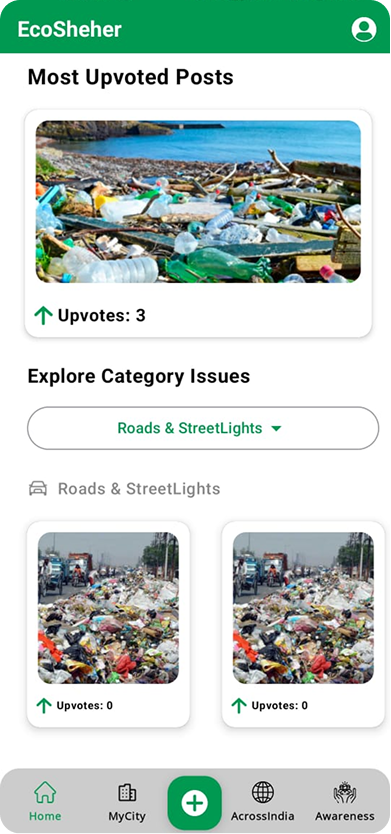 EcoSheher
Most Upvoted Posts
Upvotes: 3
Explore Category Issues
Roads & StreetLights
Roads & StreetLights
Upvotes: 0
Upvotes: 0
Home
MyCity
AcrossIndia
Awareness